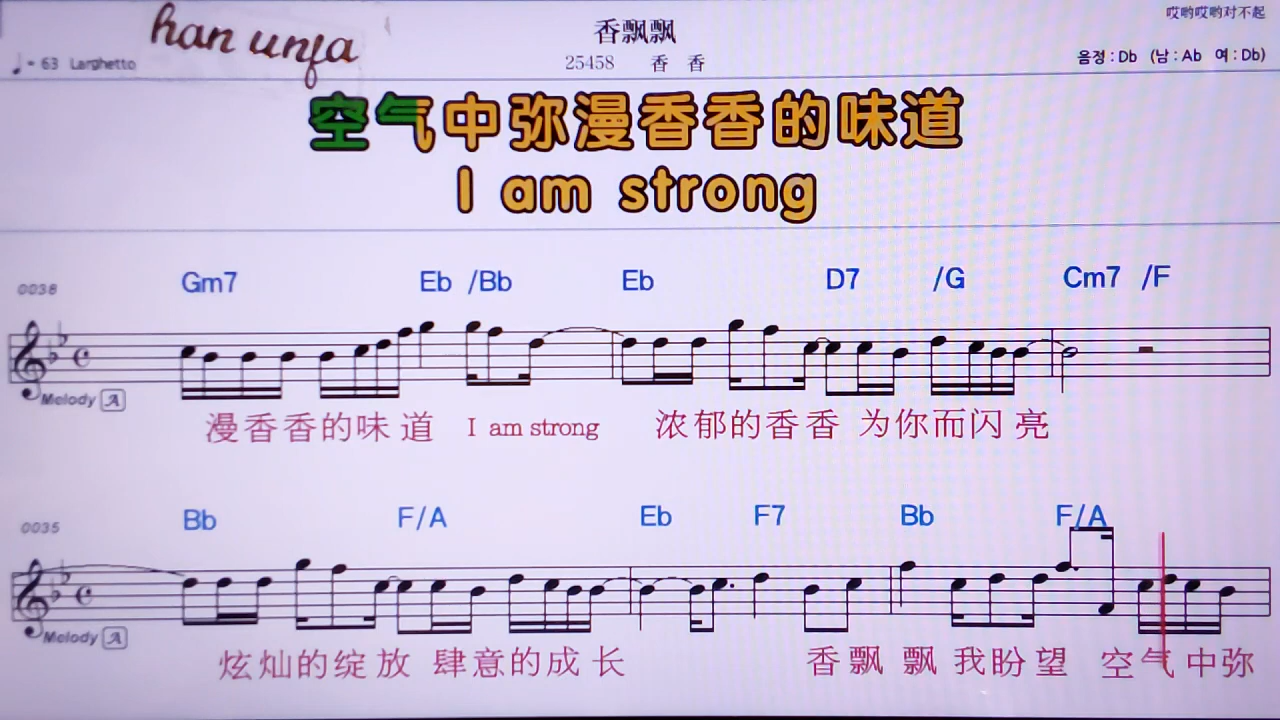 han unfa
香飘飘
哎哟哎哟对不起
♩= 63 Larghetto
25458 香 香
음정 : Db (남 : Ab 여 : Db)
空气中弥漫香香的味道
I am strong
0038 Gm7 Eb /Bb Eb D7 /G Cm7 /F
Melody A
漫香香的味道 I am strong 浓郁的香香 为你而闪亮
0035 Bb F/A Eb F7 Bb F/A
Melody A
炫灿的绽放 肆意的成长 香飘飘我盼望 空气中弥